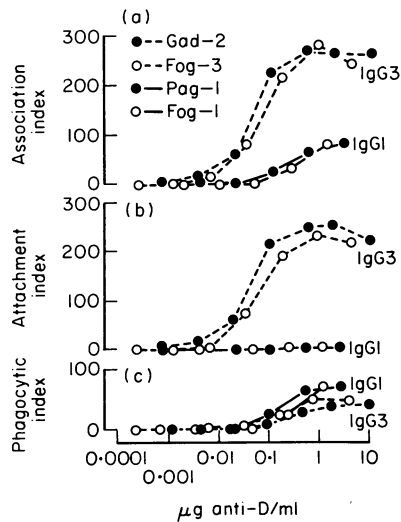 (a)
300
200
100
0
Association
index
Gad-2
Fog-3
Pag-1
Fog-1
IgG3
IgG1
(b)
300
200
100
0
Attachment
index
IgG3
IgG1
(c)
100
0
Phagocytic
index
IgG1
IgG3
0·0001 0·01 0·1 1 10
0·001
µg anti-D/ml